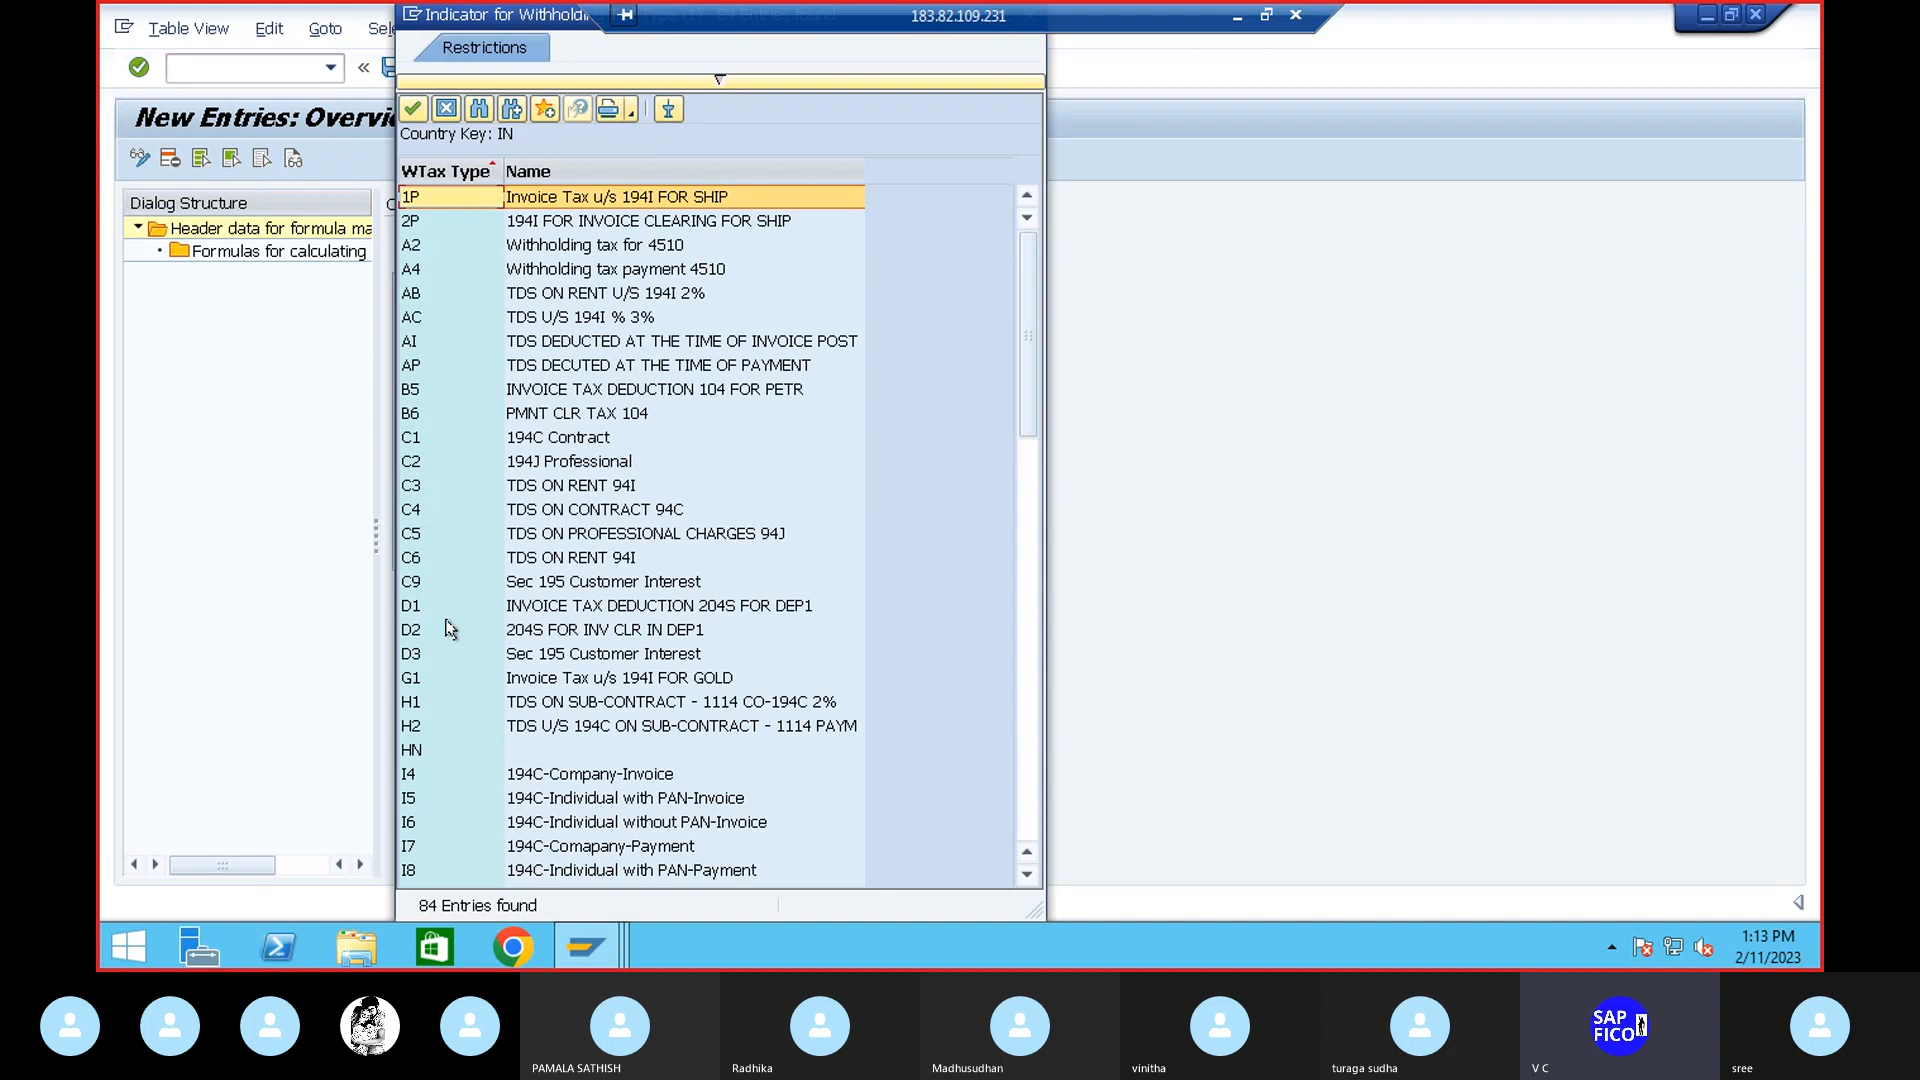 Indicator for Withholdi
183.82.109.231
Table View Edit Goto Sel
Restrictions
New Entries: Overvi
Country Key: IN
WTax Type Name
Dialog Structure
Header data for formula ma
Formulas for calculating
1P Invoice Tax u/s 194I FOR SHIP
2P 194I FOR INVOICE CLEARING FOR SHIP
A2 Withholding tax for 4510
A4 Withholding tax payment 4510
AB TDS ON RENT U/S 194I 2%
AC TDS U/S 194I % 3%
AI TDS DEDUCTED AT THE TIME OF INVOICE POST
AP TDS DECUTED AT THE TIME OF PAYMENT
B5 INVOICE TAX DEDUCTION 104 FOR PETR
B6 PMNT CLR TAX 104
C1 194C Contract
C2 194J Professional
C3 TDS ON RENT 94I
C4 TDS ON CONTRACT 94C
C5 TDS ON PROFESSIONAL CHARGES 94J
C6 TDS ON RENT 94I
C9 Sec 195 Customer Interest
D1 INVOICE TAX DEDUCTION 204S FOR DEP1
D2 204S FOR INV CLR IN DEP1
D3 Sec 195 Customer Interest
G1 Invoice Tax u/s 194I FOR GOLD
H1 TDS ON SUB-CONTRACT - 1114 CO-194C 2%
H2 TDS U/S 194C ON SUB-CONTRACT - 1114 PAYM
HN
I4 194C-Company-Invoice
I5 194C-Individual with PAN-Invoice
I6 194C-Individual without PAN-Invoice
I7 194C-Comapany-Payment
I8 194C-Individual with PAN-Payment
84 Entries found
1:13 PM
2/11/2023
SAP
FICO
PAMALA SATHISH
Radhika
Madhusudhan
vinitha
turaga sudha
V C
sree